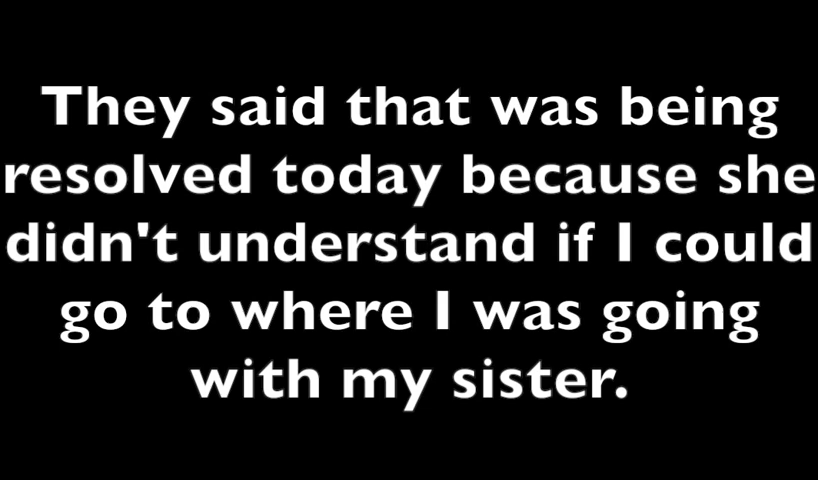 They said that was being
resolved today because she
didn't understand if I could
go to where I was going
with my sister.